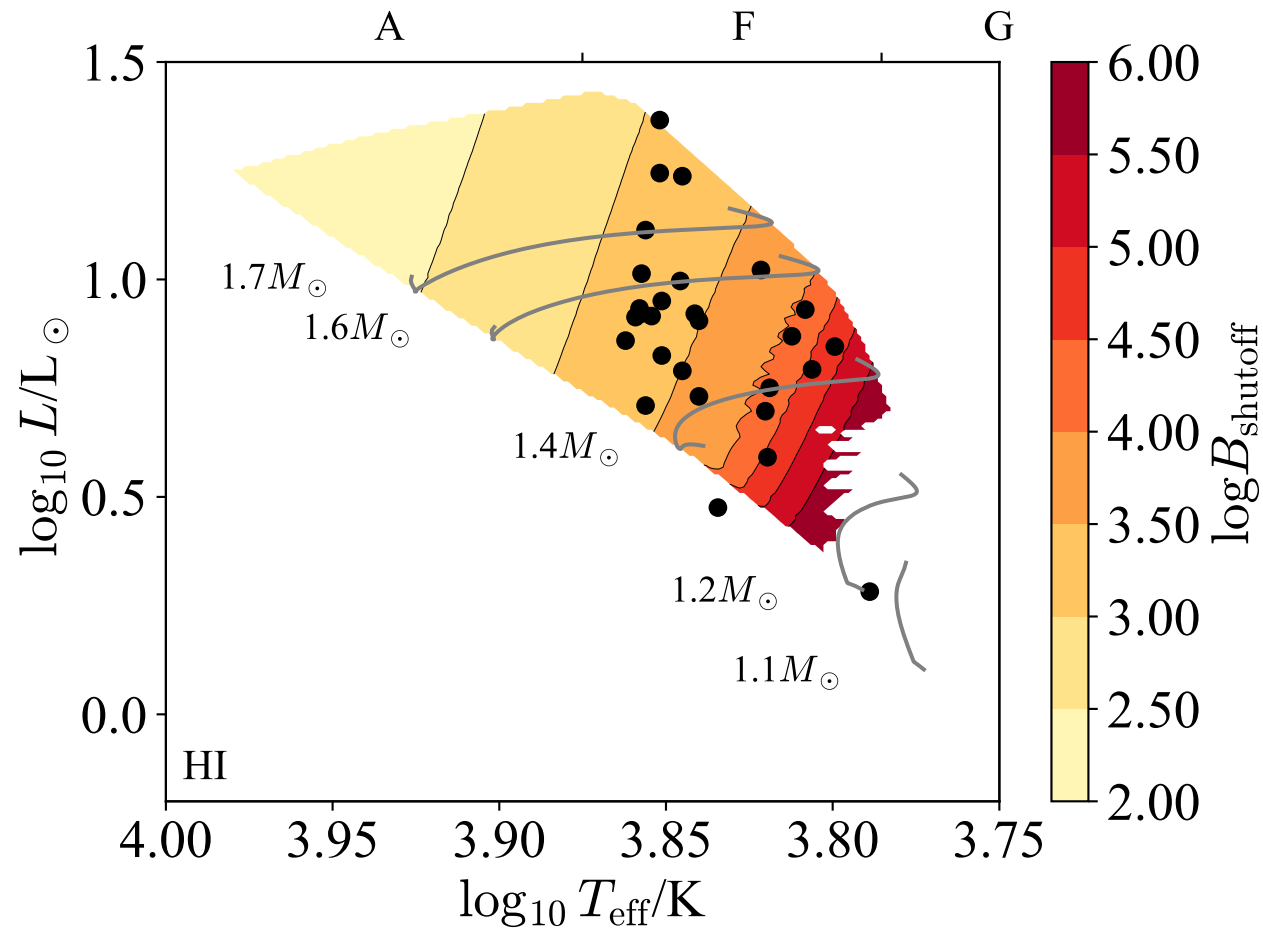 A F G
1.5
1.0
0.5
0.0
log₁₀ L/L☉
1.7M☉
1.6M☉
1.4M☉
1.2M☉
1.1M☉
HI
4.00 3.95 3.90 3.85 3.80 3.75
log₁₀ T_eff/K
6.00
5.50
5.00
4.50
4.00
3.50
3.00
2.50
2.00
log B_shutoff